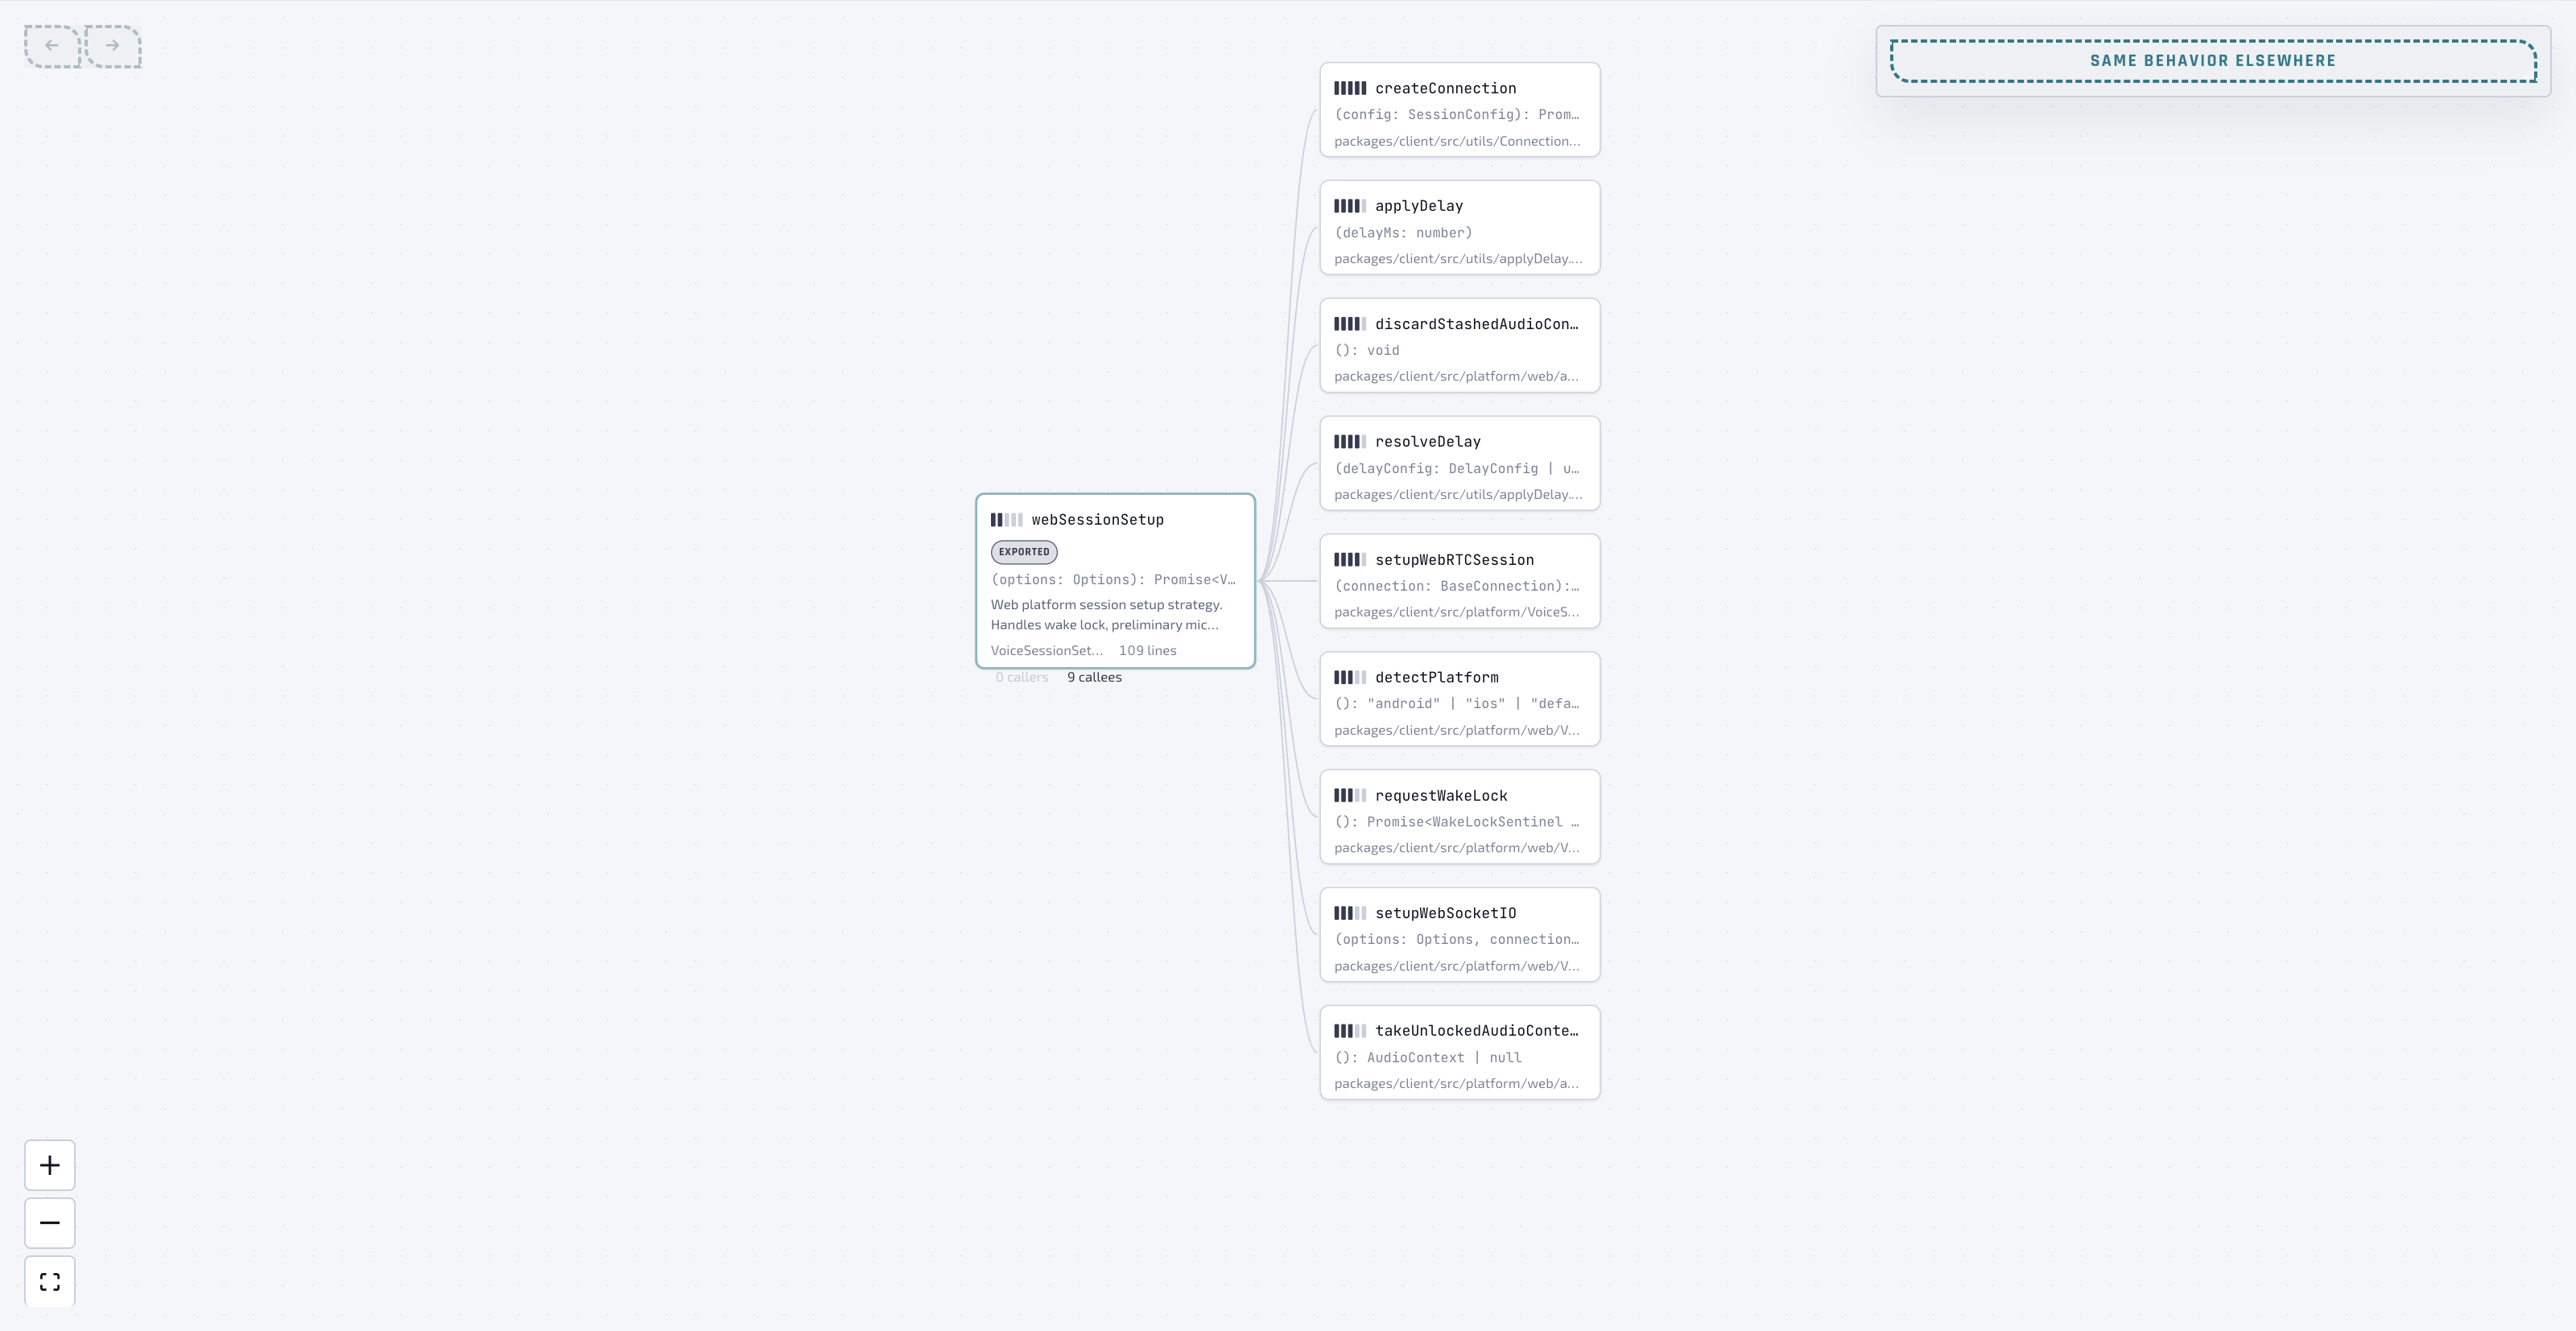 SAME BEHAVIOR ELSEWHERE
createConnection
(config: SessionConfig): Prom…
packages/client/src/utils/Connection…
applyDelay
(delayMs: number)
packages/client/src/utils/applyDelay.…
discardStashedAudioCon…
(): void
packages/client/src/platform/web/a…
resolveDelay
(delayConfig: DelayConfig | u…
packages/client/src/utils/applyDelay.…
webSessionSetup
EXPORTED
(options: Options): Promise<V…
Web platform session setup strategy.
Handles wake lock, preliminary mic…
VoiceSessionSet… 109 lines
0 callers 9 callees
setupWebRTCSession
(connection: BaseConnection):…
packages/client/src/platform/VoiceS…
detectPlatform
(): "android" | "ios" | "defa…
packages/client/src/platform/web/V…
requestWakeLock
(): Promise<WakeLockSentinel …
packages/client/src/platform/web/V…
setupWebSocketIO
(options: Options, connection…
packages/client/src/platform/web/V…
takeUnlockedAudioConte…
(): AudioContext | null
packages/client/src/platform/web/a…